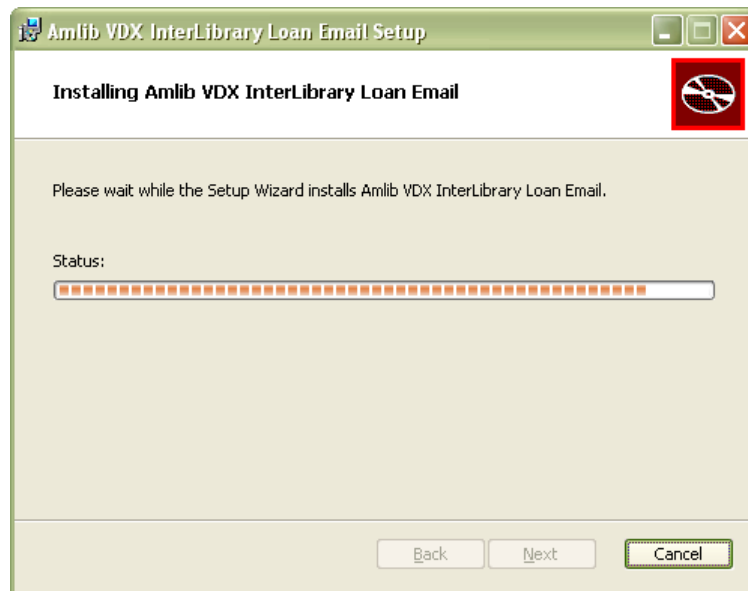 Amlib VDX InterLibrary Loan Email Setup
Installing Amlib VDX InterLibrary Loan Email
Please wait while the Setup Wizard installs Amlib VDX InterLibrary Loan Email.
Status:
Back Next Cancel